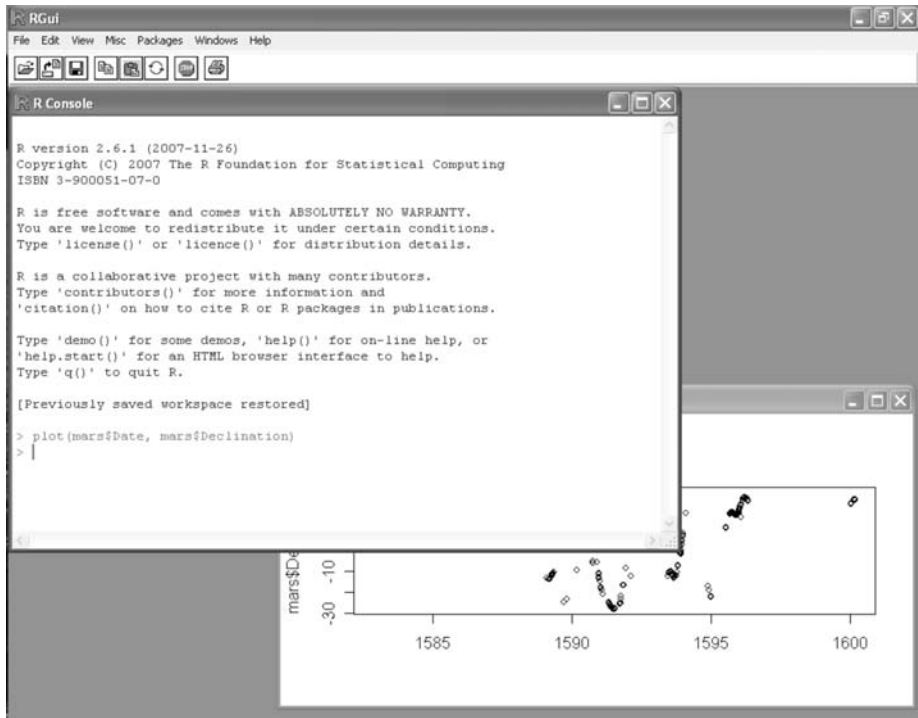 RGui
File Edit View Misc Packages Windows Help
R Console
R version 2.6.1 (2007-11-26)
Copyright (C) 2007 The R Foundation for Statistical Computing
ISBN 3-900051-07-0
R is free software and comes with ABSOLUTELY NO WARRANTY.
You are welcome to redistribute it under certain conditions.
Type 'license()' or 'licence()' for distribution details.
R is a collaborative project with many contributors.
Type 'contributors()' for more information and
'citation()' on how to cite R or R packages in publications.
Type 'demo()' for some demos, 'help()' for on-line help, or
'help.start()' for an HTML browser interface to help.
Type 'q()' to quit R.
[Previously saved workspace restored]
> plot(mars$Date, mars$Declination)
>
mars$De
-10
-30
1585 1590 1595 1600